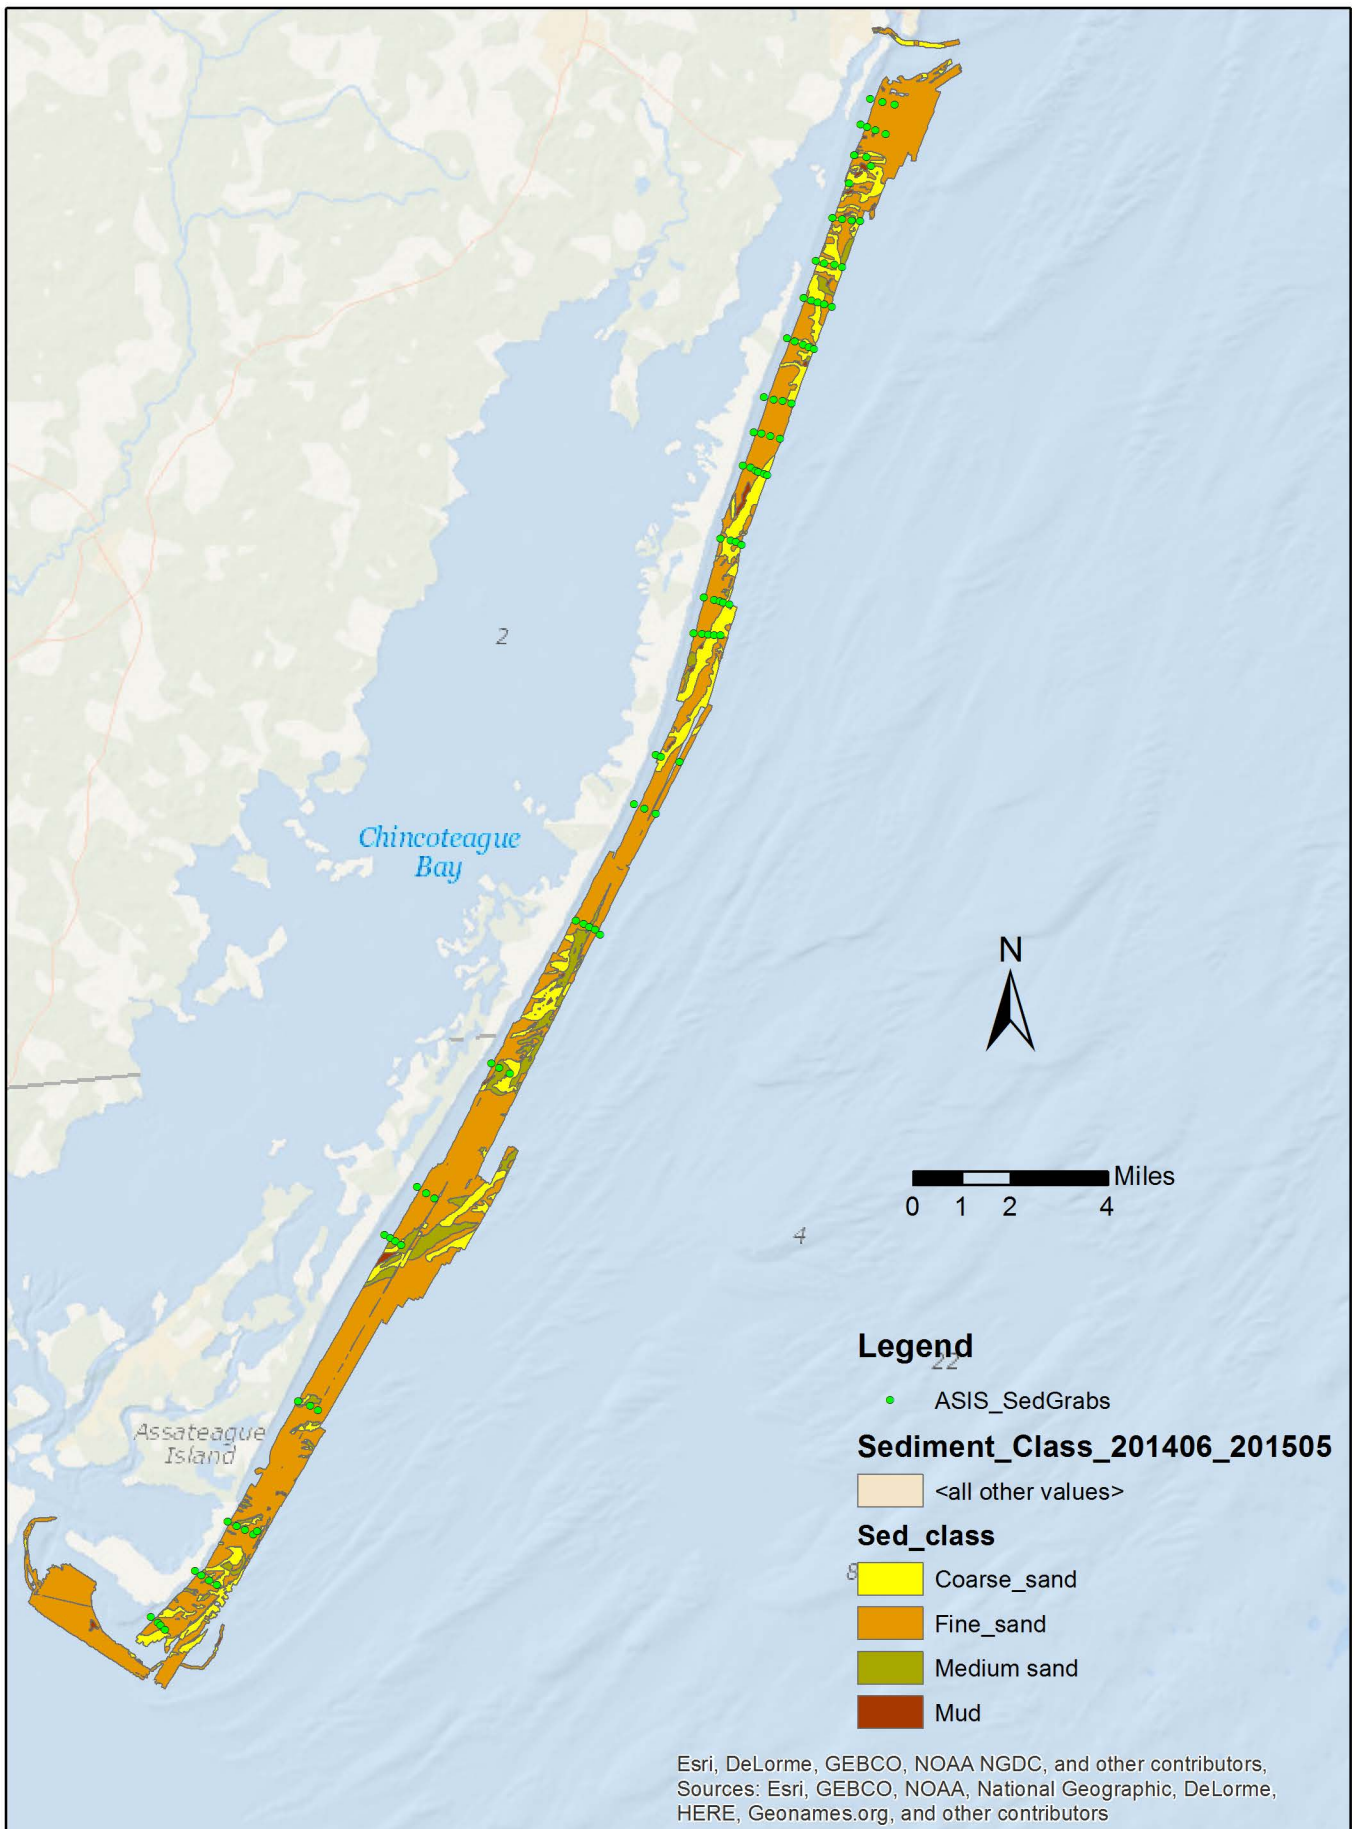 2
Chincoteague
Bay
N
Miles
0 1 2 4
4
Legend
22
ASIS_SedGrabs
Assateague
Island
Sediment_Class_201406_201505
<all other values>
Sed_class
8
Coarse_sand
Fine_sand
Medium sand
Mud
Esri, DeLorme, GEBCO, NOAA NGDC, and other contributors,
Sources: Esri, GEBCO, NOAA, National Geographic, DeLorme,
HERE, Geonames.org, and other contributors